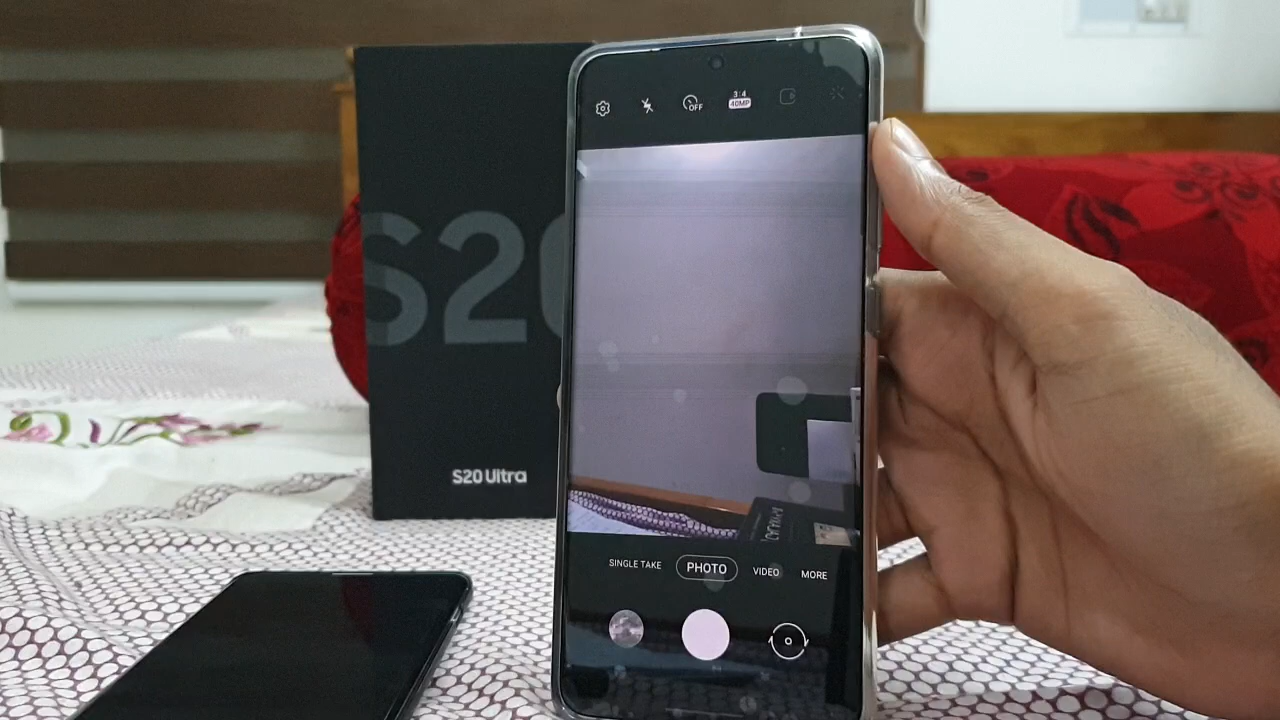 OFF
3:4
40MP
S20
S20 Ultra
SINGLE TAKE
PHOTO
VIDEO
MORE